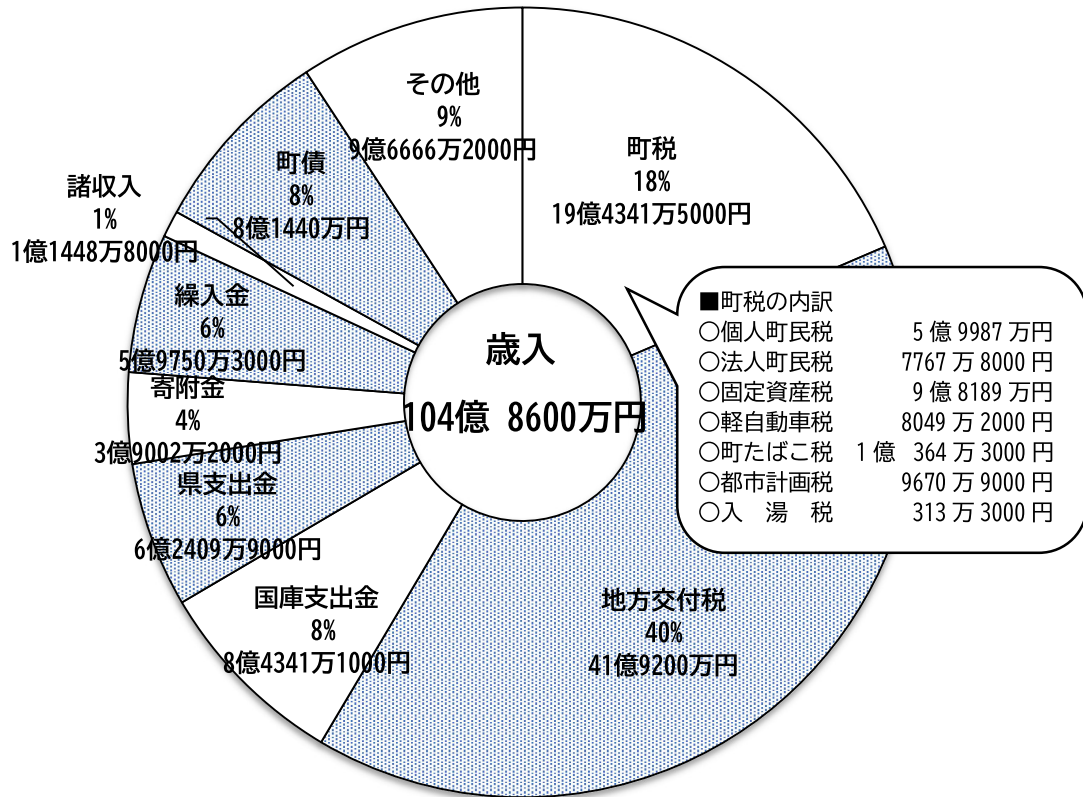 その他
9%
9億6666万2000円
町税
18%
19億4341万5000円
町債
8%
8億1440万円
諸収入
1%
1億1448万8000円
繰入金
6%
5億9750万3000円
寄附金
4%
3億9002万2000円
県支出金
6%
6億2409万9000円
国庫支出金
8%
8億4341万1000円
地方交付税
40%
41億9200万円
歳入
104億 8600万円
■町税の内訳
○個人町民税 5億9987万円
○法人町民税 7767万8000円
○固定資産税 9億8189万円
○軽自動車税 8049万2000円
○町たばこ税 1億 364万3000円
○都市計画税 9670万9000円
○入 湯 税 313万3000円